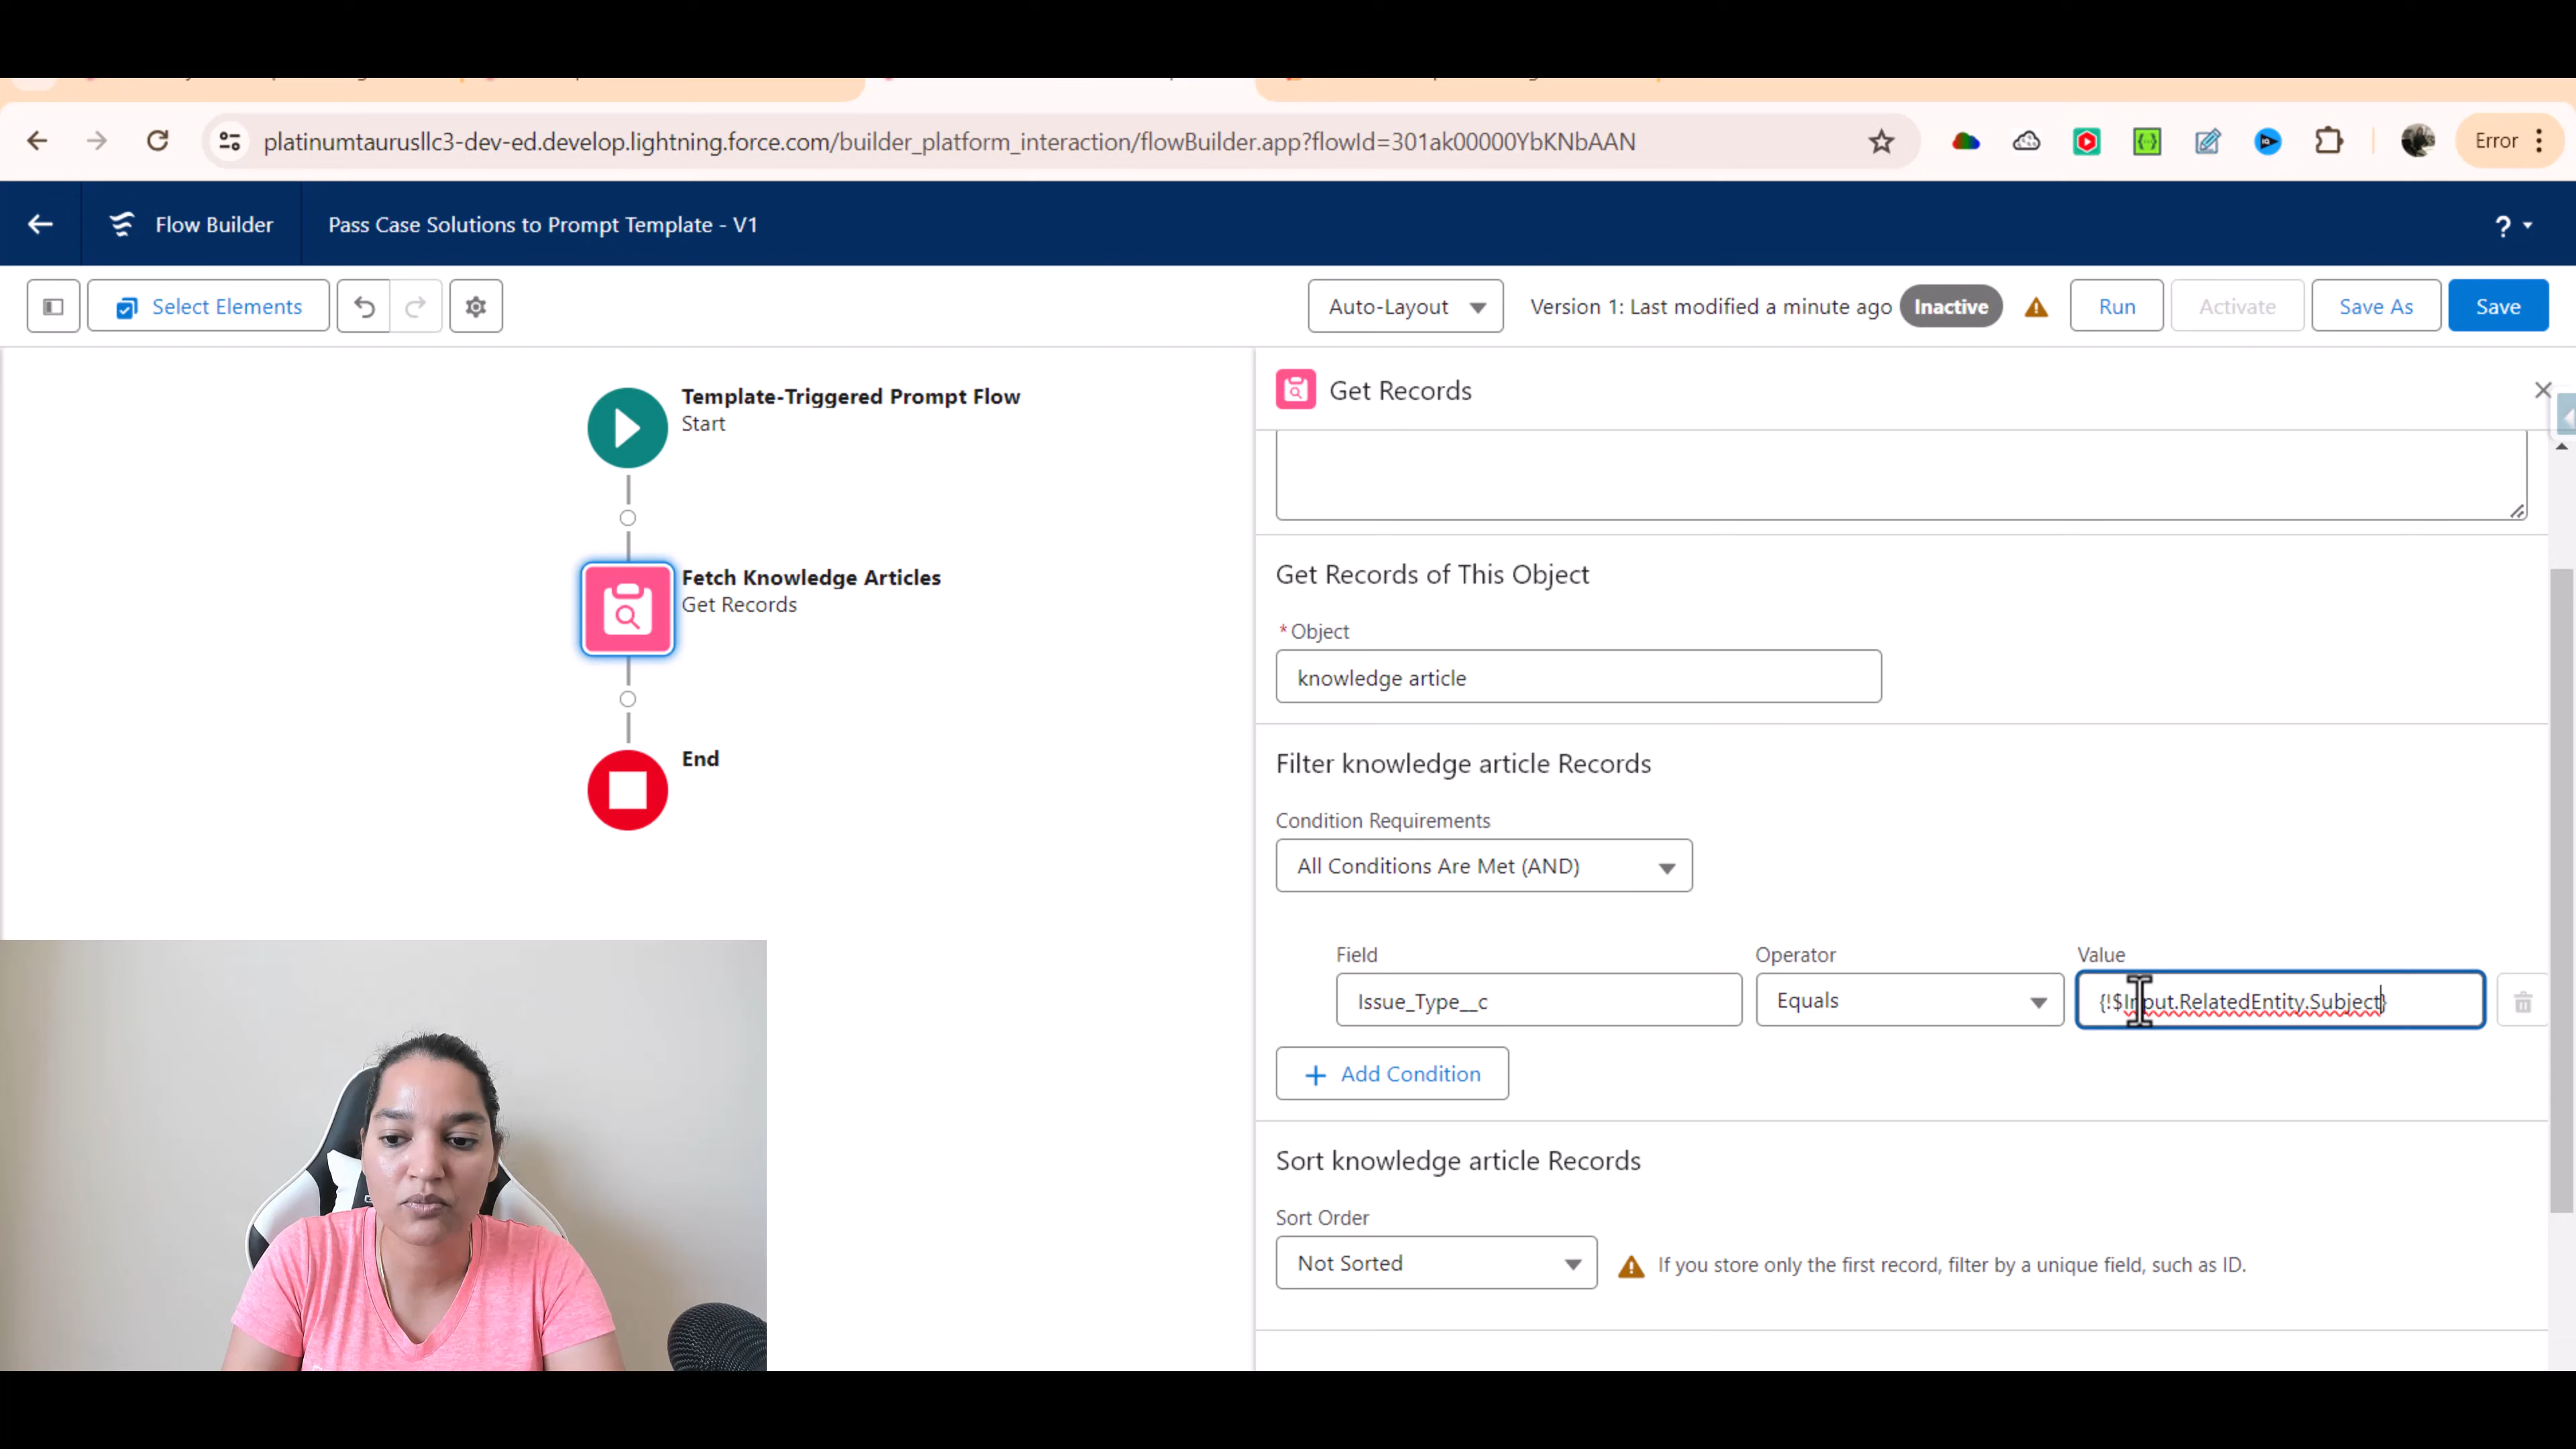 platinumtaurusllc3-dev-ed.develop.lightning.force.com/builder_platform_interaction/flowBuilder.app?flowId=301ak00000YbKNbAAN
Error
Flow Builder
Pass Case Solutions to Prompt Template - V1
?
Select Elements
Auto-Layout
Version 1: Last modified a minute ago
Inactive
Run
Activate
Save As
Save
Template-Triggered Prompt Flow
Start
Fetch Knowledge Articles
Get Records
End
Get Records
Get Records of This Object
* Object
knowledge article
Filter knowledge article Records
Condition Requirements
All Conditions Are Met (AND)
Field
Operator
Value
Issue_Type__c
Equals
{!$Input.RelatedEntity.Subject}
+ Add Condition
Sort knowledge article Records
Sort Order
Not Sorted
If you store only the first record, filter by a unique field, such as ID.